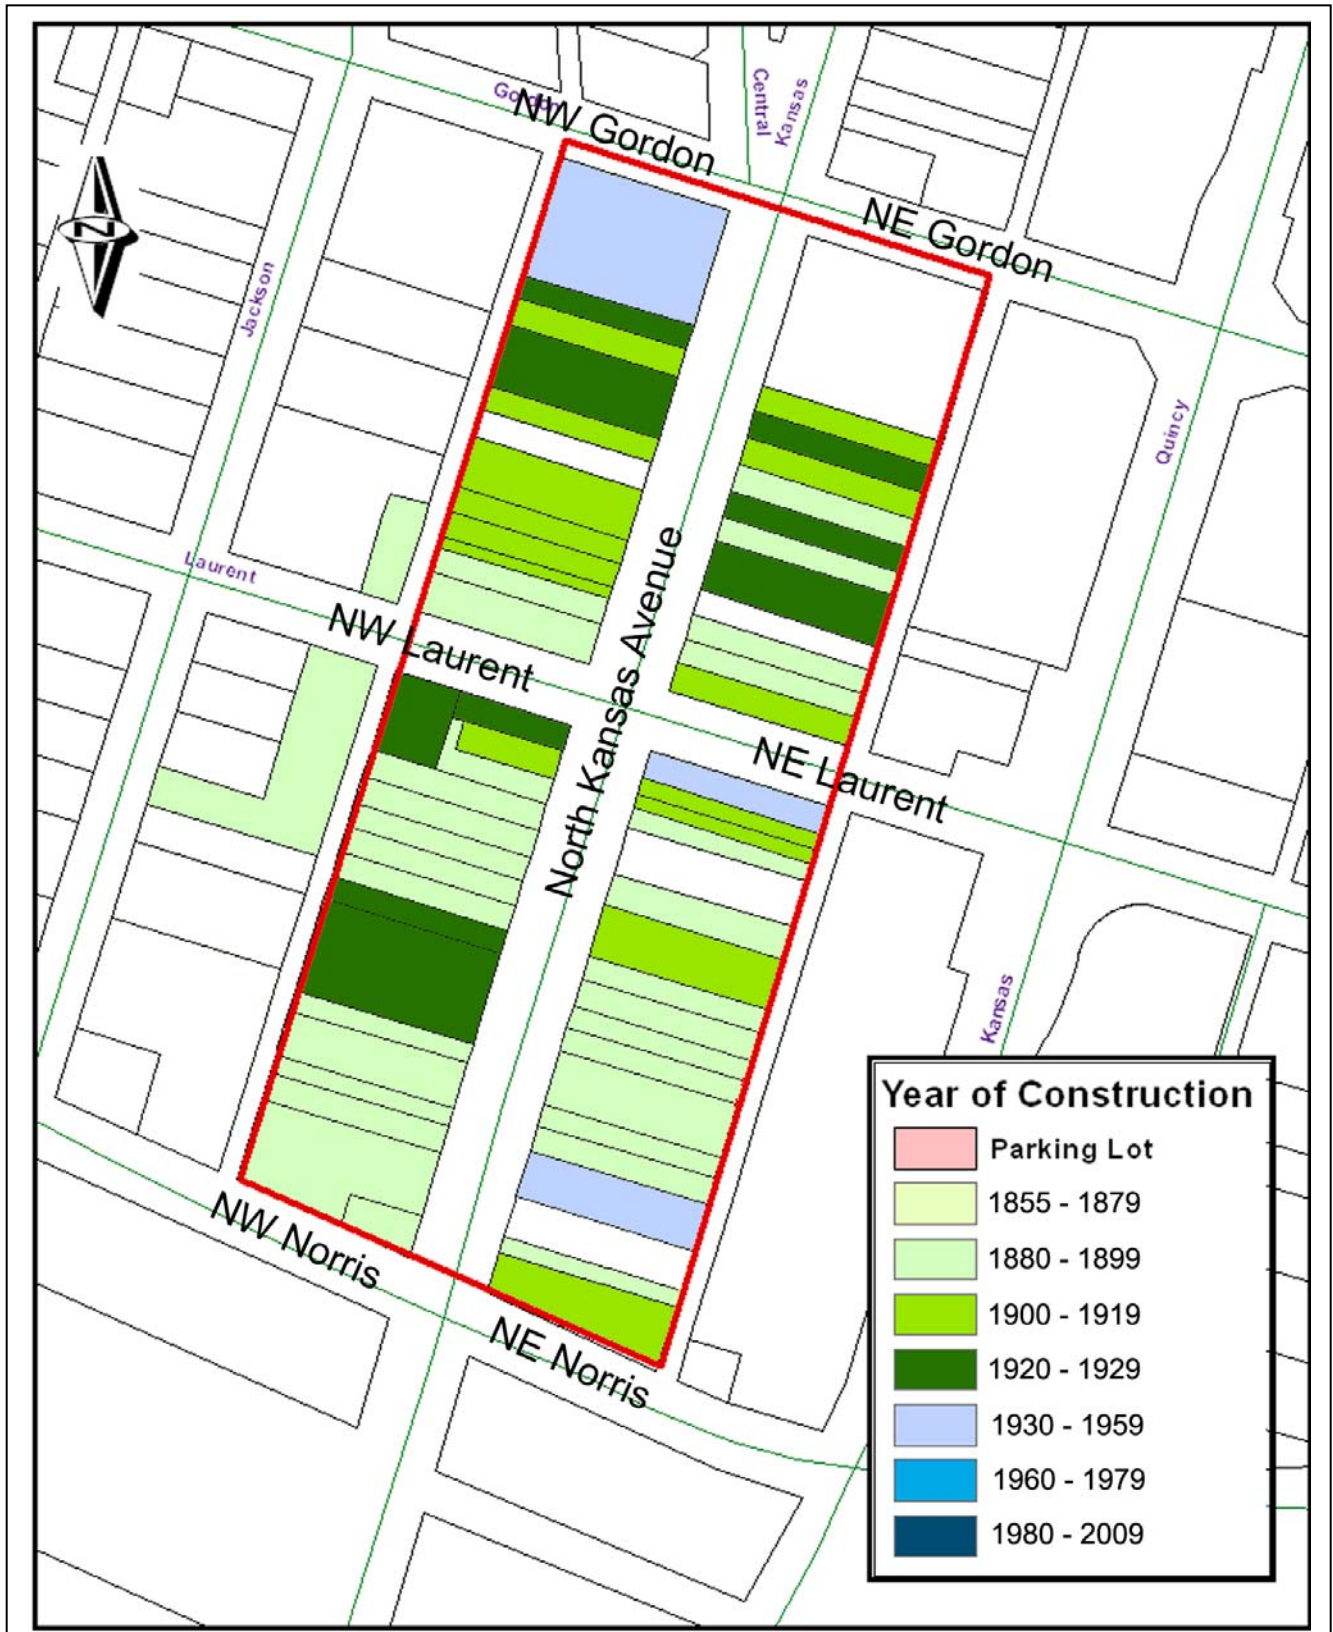 Gordon
NW Gordon
Central
Kansas
NE Gordon
N
Jackson
Quincy
Laurent
NW Laurent
North Kansas Avenue
NE Laurent
Kansas
NW Norris
NE Norris
Year of Construction
Parking Lot
1855 - 1879
1880 - 1899
1900 - 1919
1920 - 1929
1930 - 1959
1960 - 1979
1980 - 2009